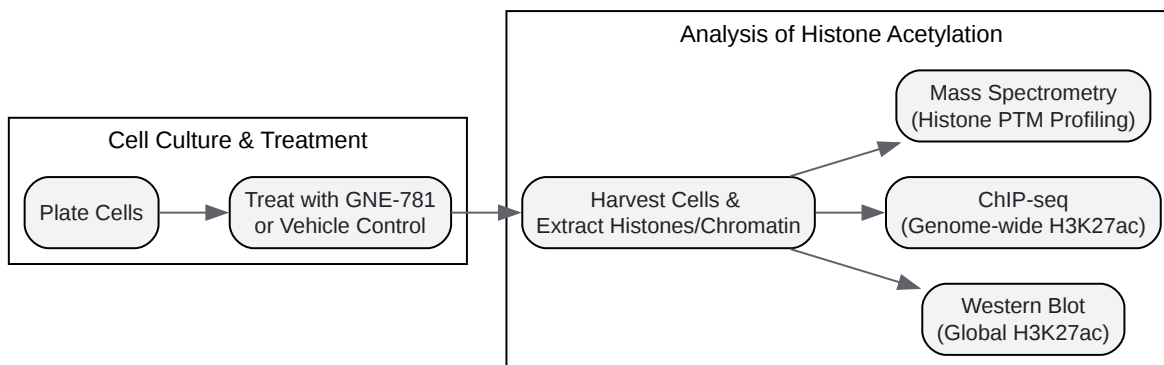 Cell Culture & Treatment
Plate Cells
Treat with GNE-781
or Vehicle Control
Analysis of Histone Acetylation
Harvest Cells &
Extract Histones/Chromatin
Mass Spectrometry
(Histone PTM Profiling)
ChIP-seq
(Genome-wide H3K27ac)
Western Blot
(Global H3K27ac)